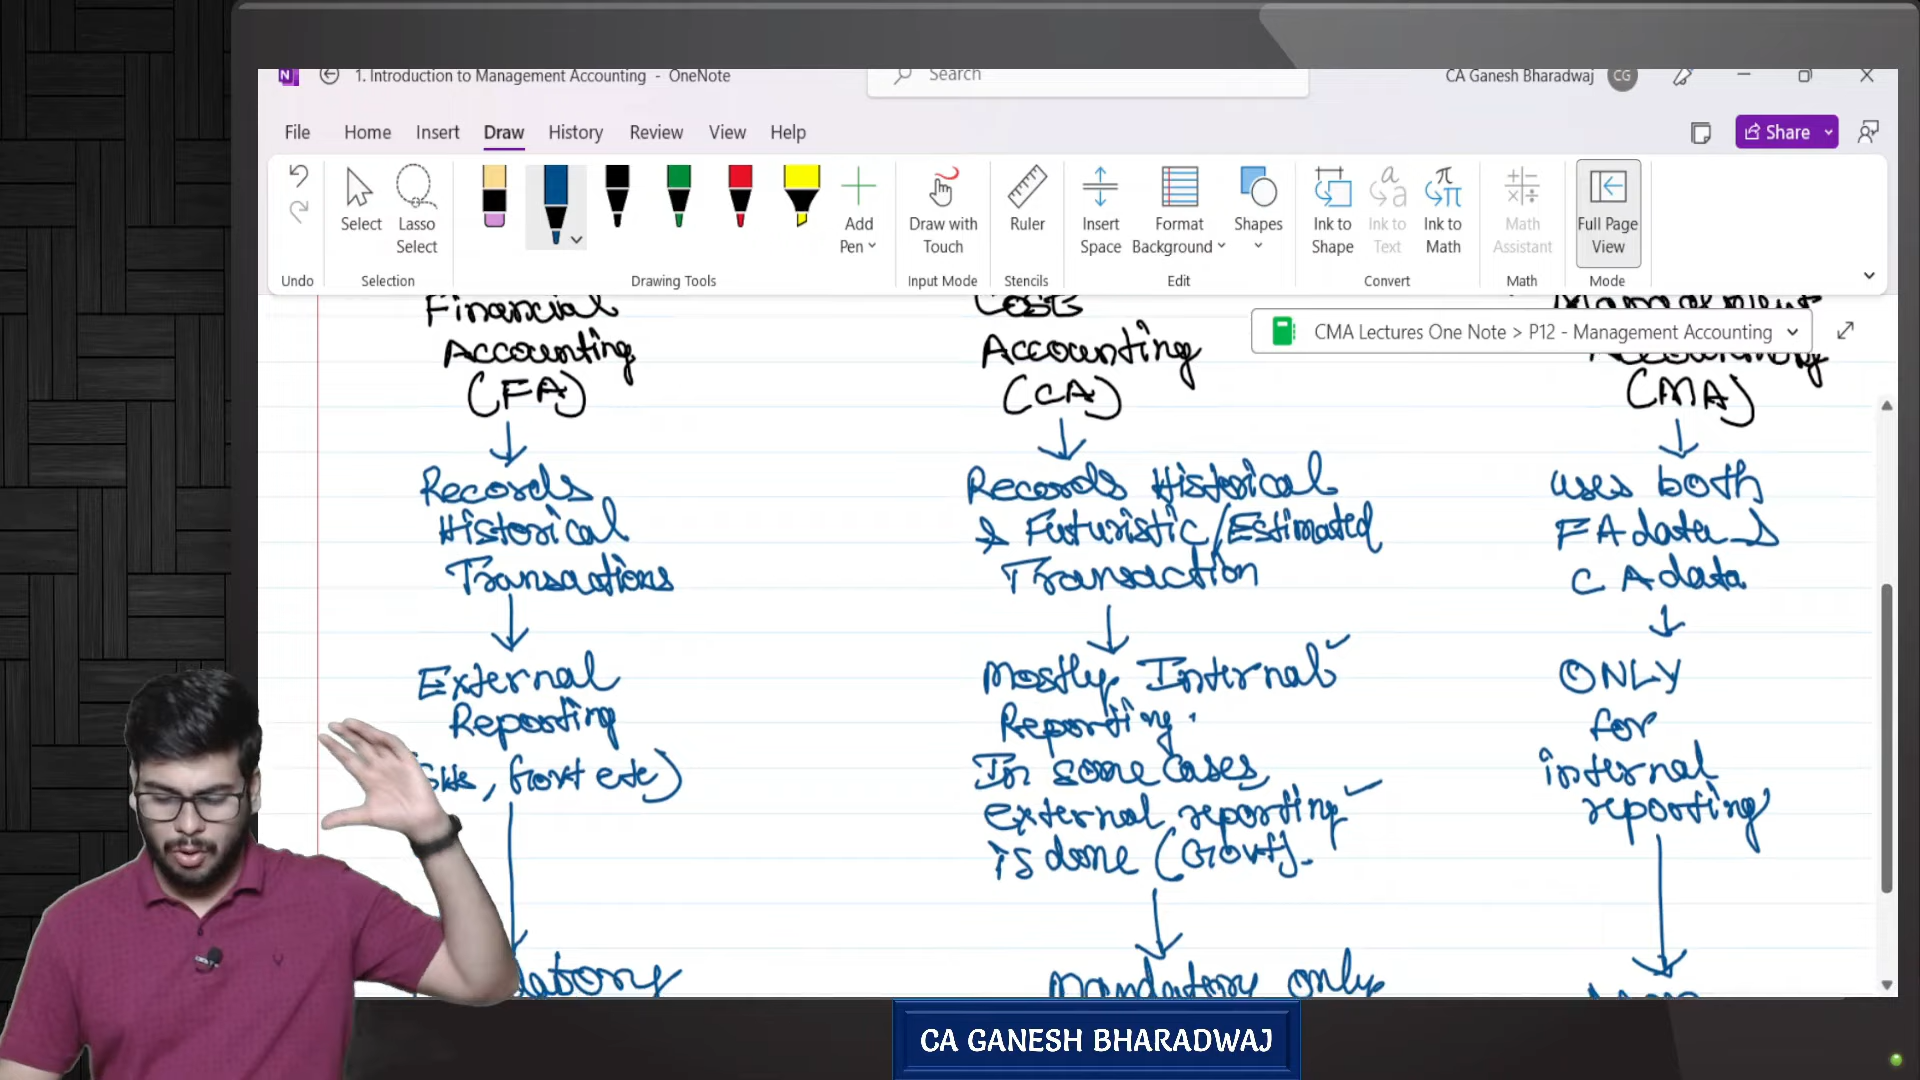 1. Introduction to Management Accounting - OneNote
Search
CA Ganesh Bharadwaj
CG
File Home Insert Draw History Review View Help
Share
Select
Lasso
Select
Add
Pen
Draw with
Touch
Ruler
Insert
Space
Format
Background
Shapes
Ink to
Shape
Ink to
Text
Ink to
Math
Math
Assistant
Full Page
View
Undo
Selection
Drawing Tools
Input Mode
Stencils
Edit
Convert
Math
Mode
CMA Lectures One Note > P12 - Management Accounting
Financial
Accounting
(FA)
Records
Historical
Transactions
External
Reporting
, Govt etc)
Costs
Accounting
(CA)
Records Historical
& Futuristic/Estimated
Transaction
Mostly Internal
Reporting.
In some cases
external reporting
is done (Govt).
Mandatory only
Management
Accounting
(MA)
uses both
FA data &
CA data
ONLY
for
internal
reporting
CA GANESH BHARADWAJ